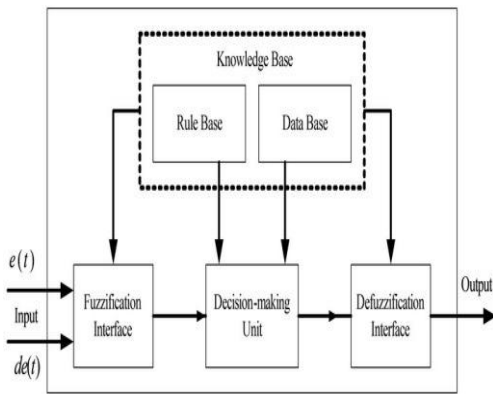 Knowledge Base
Rule Base
Data Base
e(t)
Input
de(t)
Fuzzification
Interface
Decision-making
Unit
Defuzzification
Interface
Output